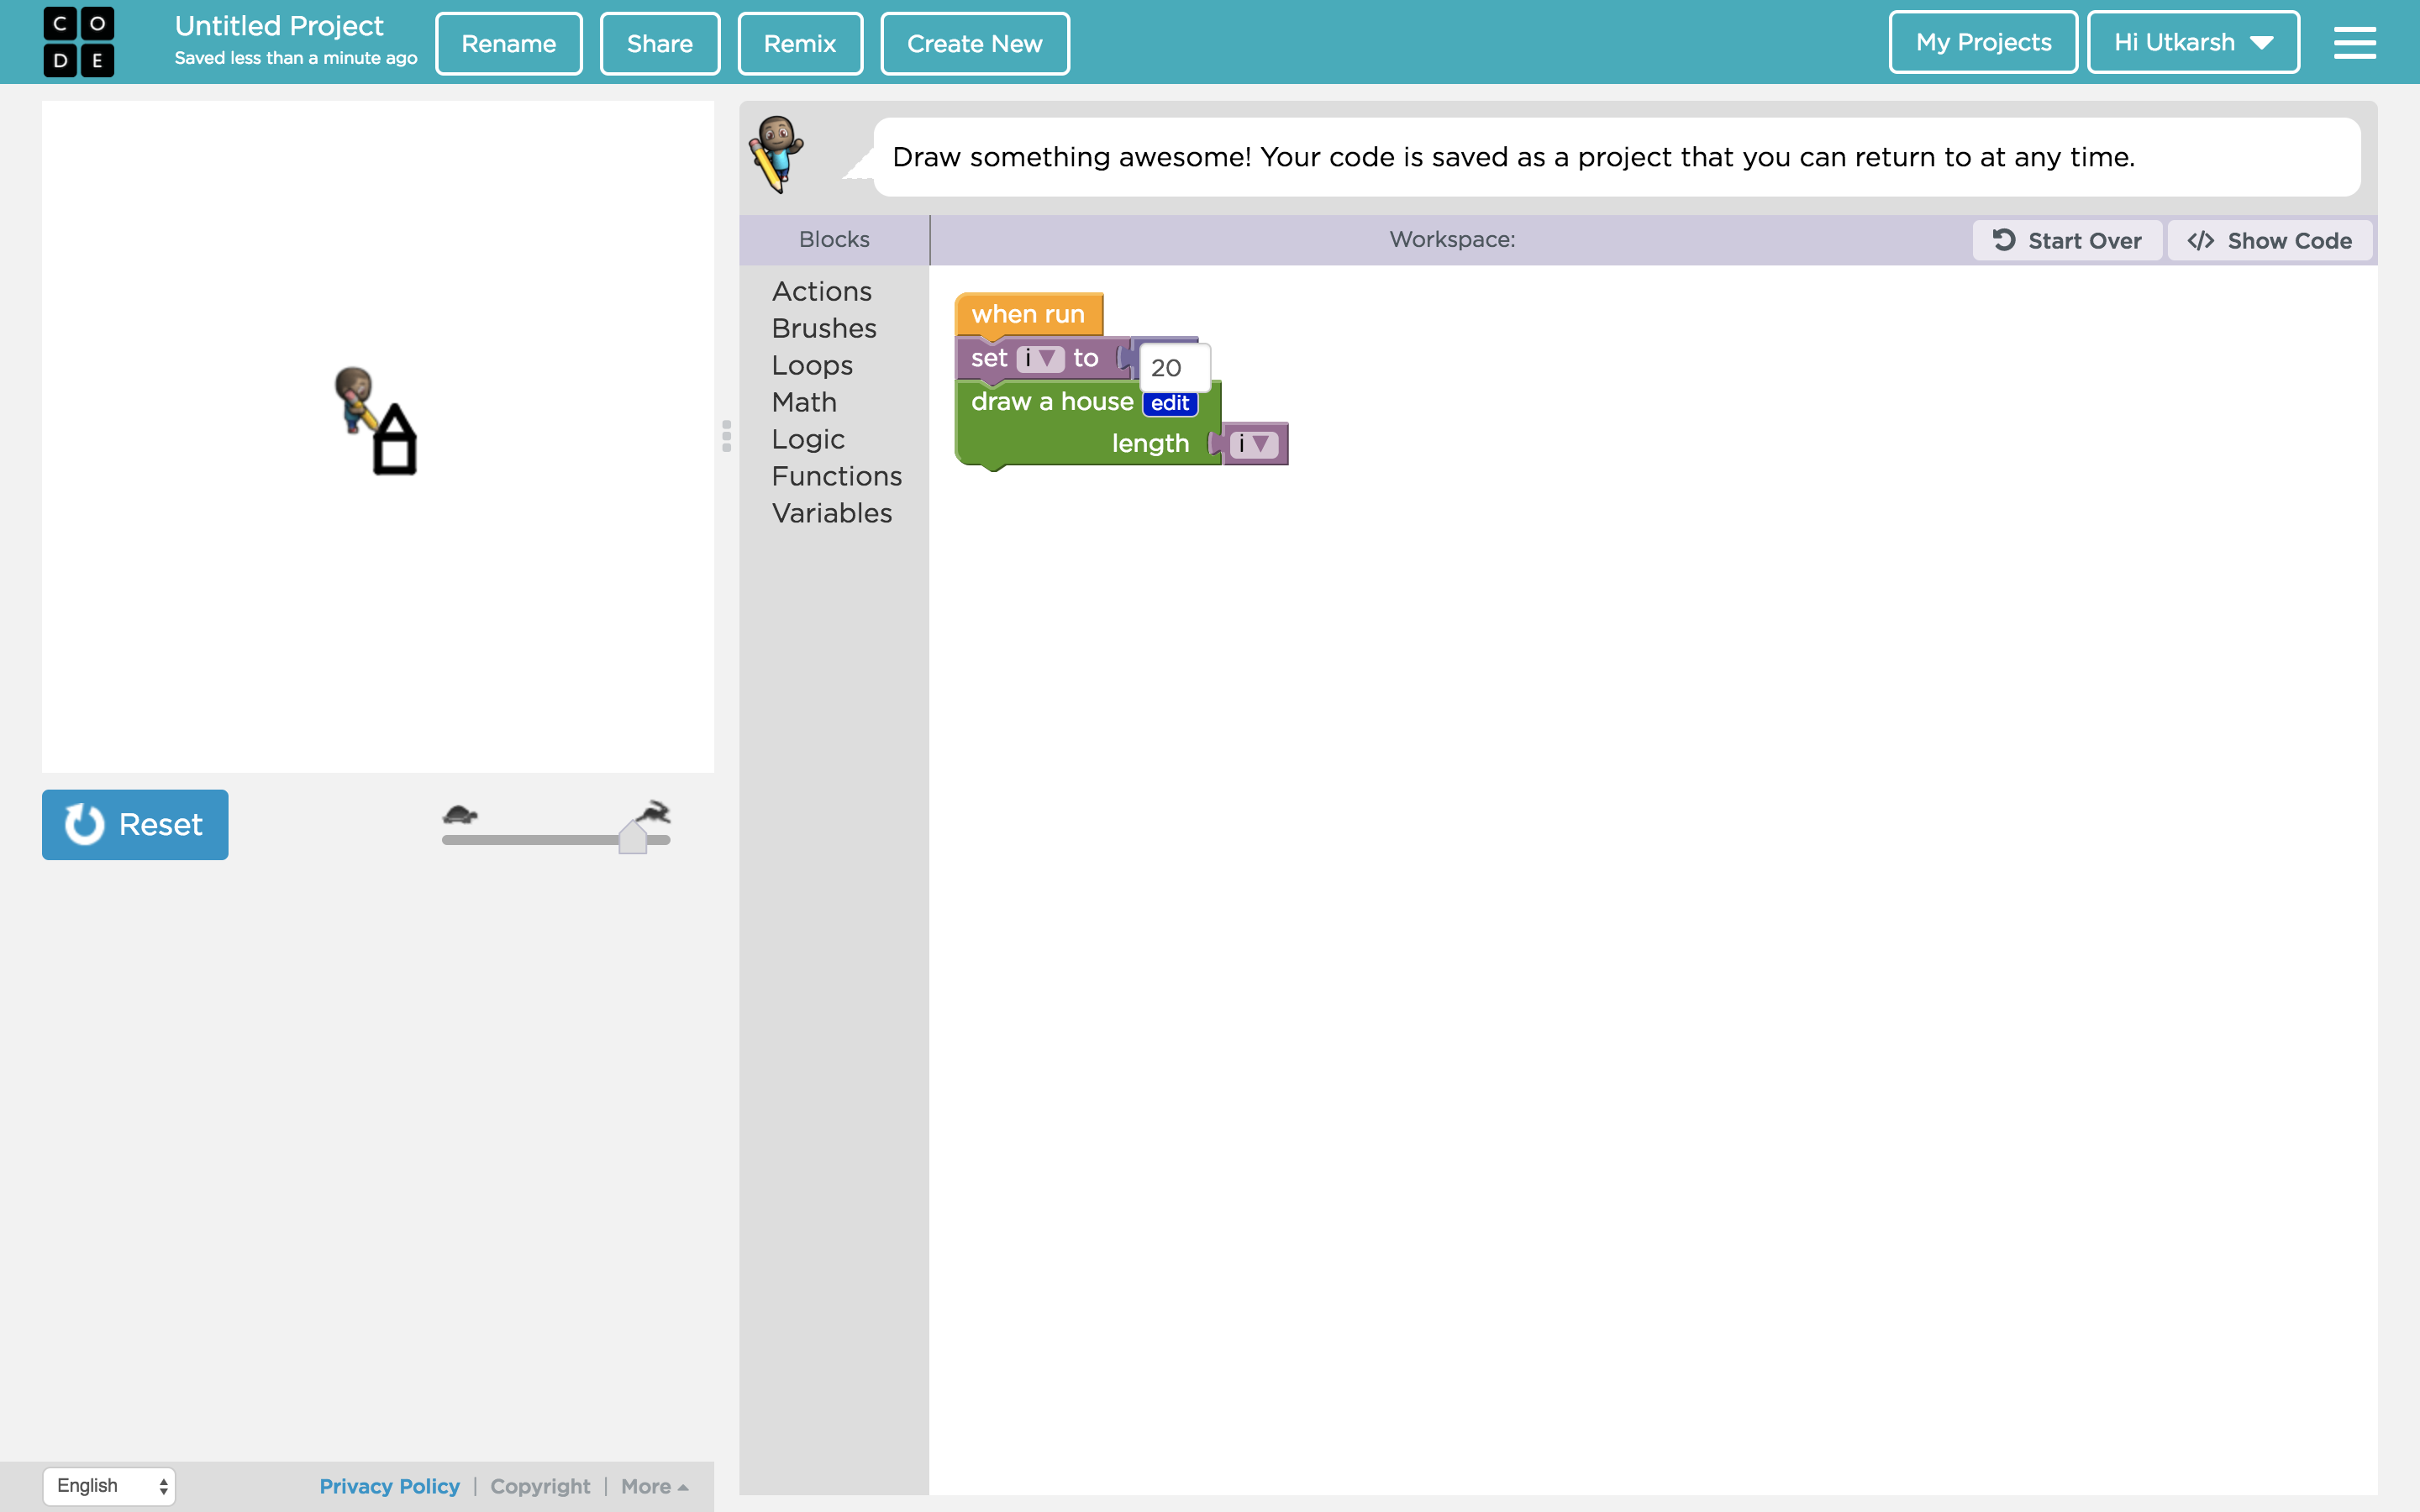 C O
D E
Untitled Project
Saved less than a minute ago
Rename
Share
Remix
Create New
My Projects
Hi Utkarsh
Draw something awesome! Your code is saved as a project that you can return to at any time.
Blocks
Workspace:
Start Over
</> Show Code
Actions
Brushes
Loops
Math
Logic
Functions
Variables
when run
set i to 20
draw a house edit
length i
Reset
English
Privacy Policy | Copyright | More